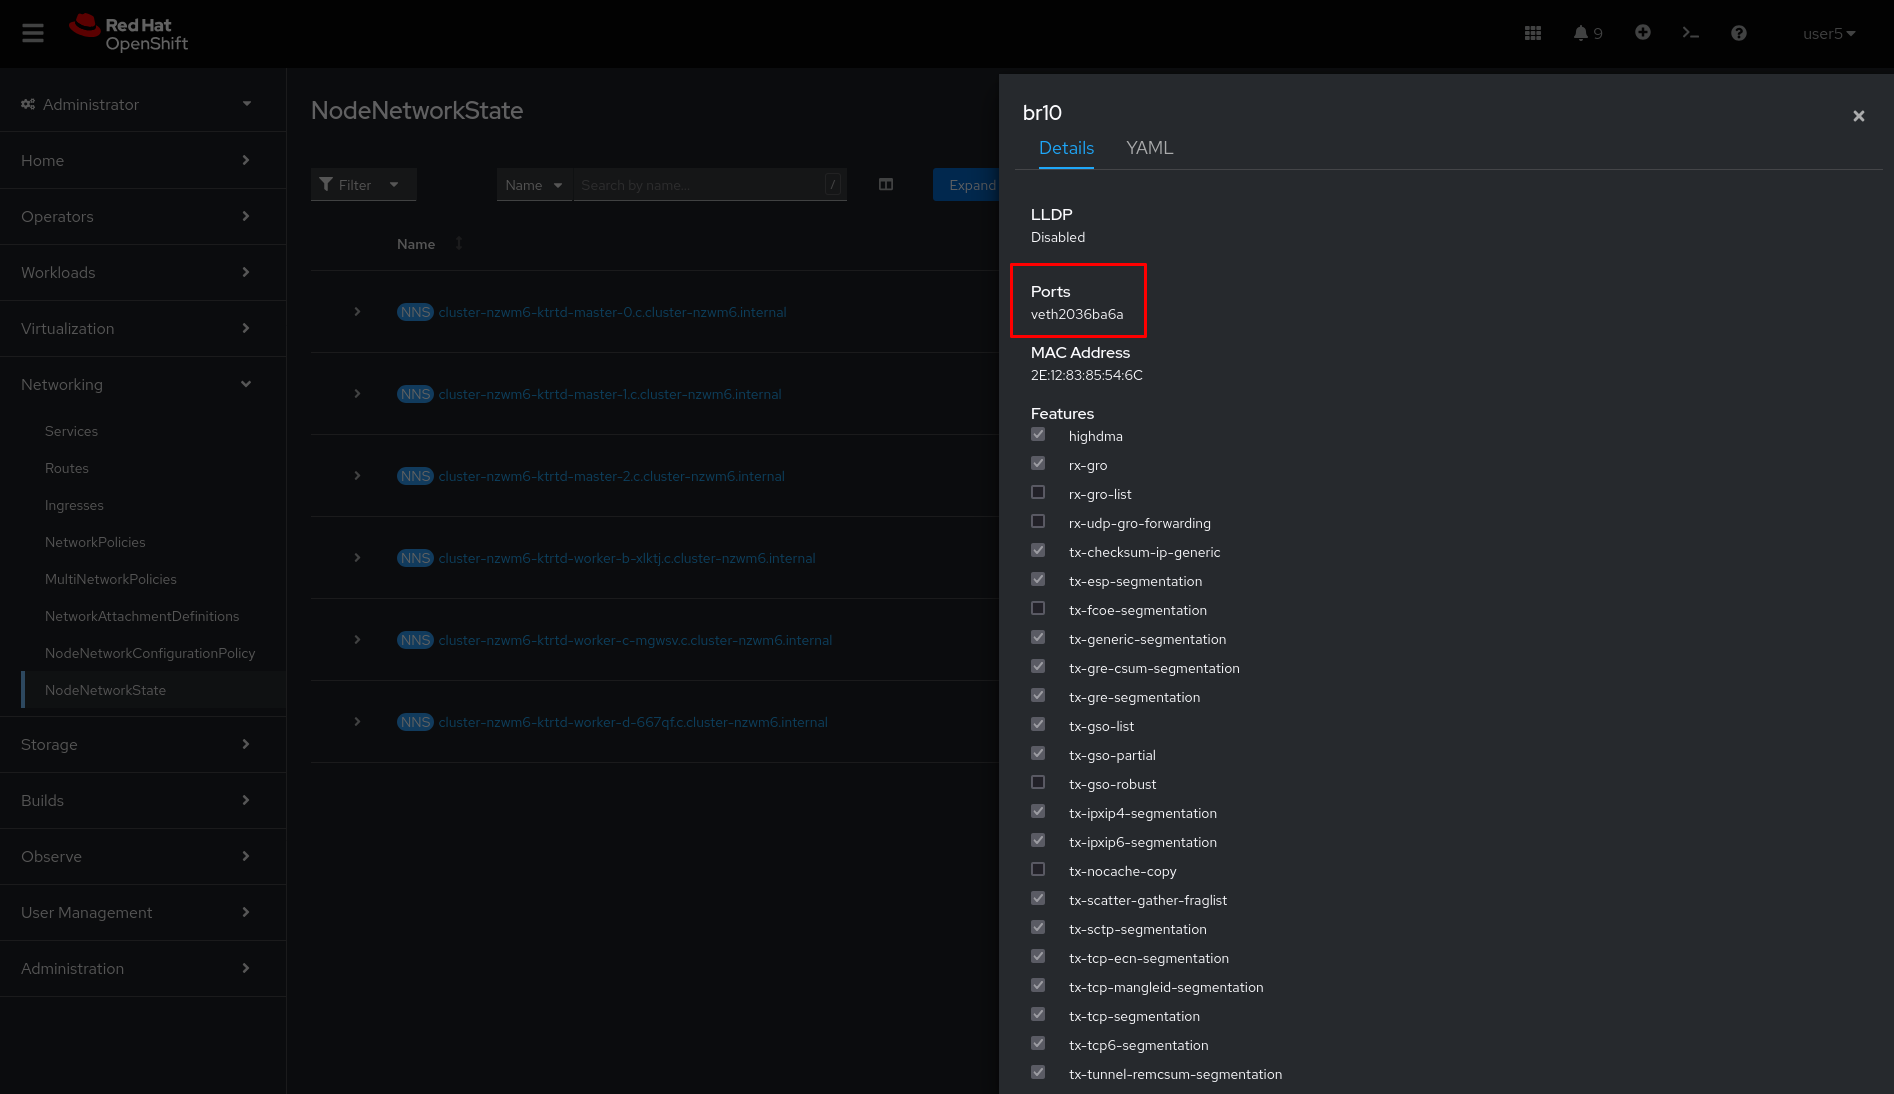 Red Hat
OpenShift
9
user5
Administrator
Home
Operators
Workloads
Virtualization
Networking
Services
Routes
Ingresses
NetworkPolicies
MultiNetworkPolicies
NetworkAttachmentDefinitions
NodeNetworkConfigurationPolicy
NodeNetworkState
Storage
Builds
Observe
User Management
Administration
NodeNetworkState
Filter
Name
Search by name...
/
Expand
Name
NNS cluster-nzwm6-ktrtd-master-0.c.cluster-nzwm6.internal
NNS cluster-nzwm6-ktrtd-master-1.c.cluster-nzwm6.internal
NNS cluster-nzwm6-ktrtd-master-2.c.cluster-nzwm6.internal
NNS cluster-nzwm6-ktrtd-worker-b-xlktj.c.cluster-nzwm6.internal
NNS cluster-nzwm6-ktrtd-worker-c-mgwsv.c.cluster-nzwm6.internal
NNS cluster-nzwm6-ktrtd-worker-d-667qf.c.cluster-nzwm6.internal
br10
Details YAML
LLDP
Disabled
Ports
veth2036ba6a
MAC Address
2E:12:83:85:54:6C
Features
highdma
rx-gro
rx-gro-list
rx-udp-gro-forwarding
tx-checksum-ip-generic
tx-esp-segmentation
tx-fcoe-segmentation
tx-generic-segmentation
tx-gre-csum-segmentation
tx-gre-segmentation
tx-gso-list
tx-gso-partial
tx-gso-robust
tx-ipxip4-segmentation
tx-ipxip6-segmentation
tx-nocache-copy
tx-scatter-gather-fraglist
tx-sctp-segmentation
tx-tcp-ecn-segmentation
tx-tcp-mangleid-segmentation
tx-tcp-segmentation
tx-tcp6-segmentation
tx-tunnel-remcsum-segmentation